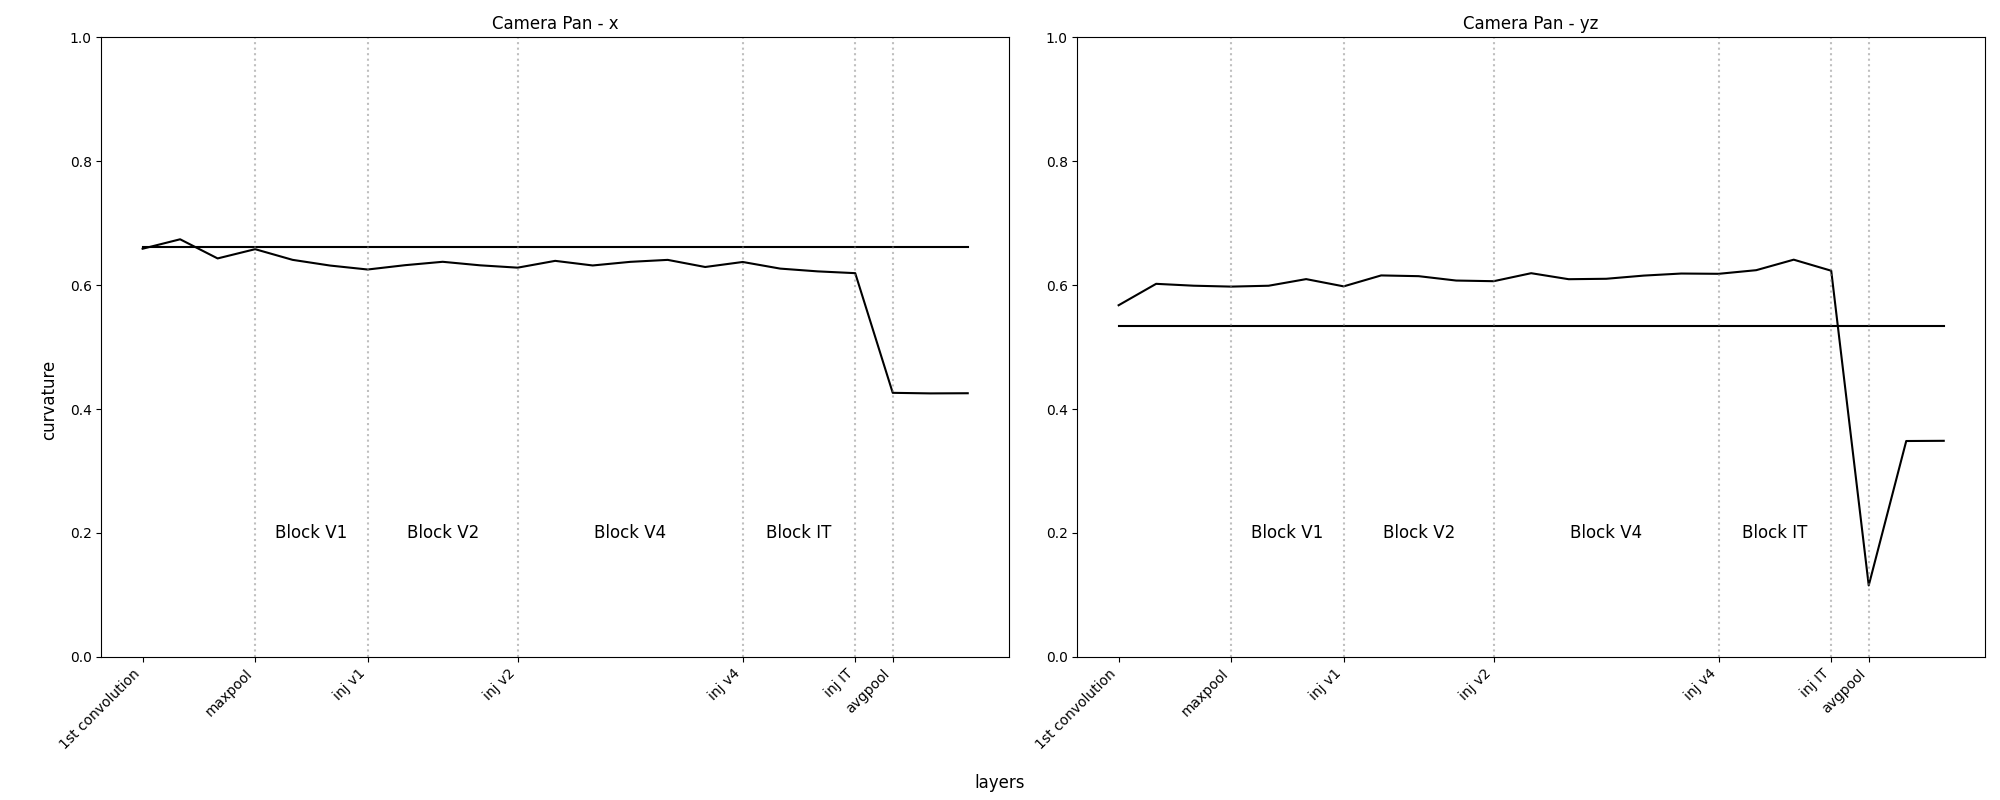 Camera Pan - x
1.0
0.8
0.6
0.4
0.2
0.0
curvature
Block V1
Block V2
Block V4
Block IT
1st convolution
maxpool
inj v1
inj v2
inj v4
inj IT
avgpool
Camera Pan - yz
1.0
0.8
0.6
0.4
0.2
0.0
Block V1
Block V2
Block V4
Block IT
1st convolution
maxpool
inj v1
inj v2
inj v4
inj IT
avgpool
layers